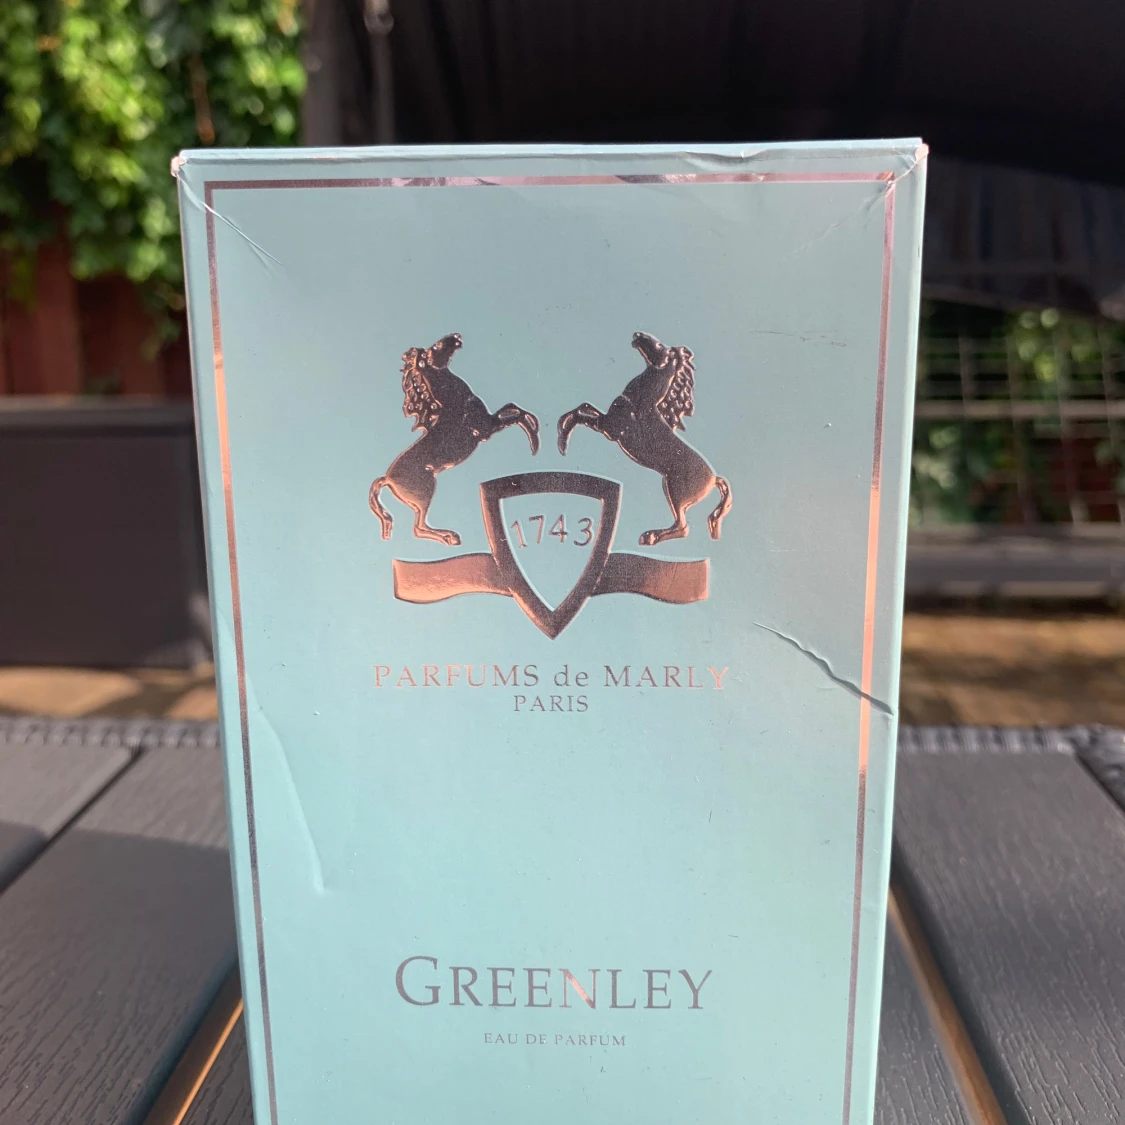 1743
PARFUMS de MARLY
PARIS
GREENLEY
EAU DE PARFUM